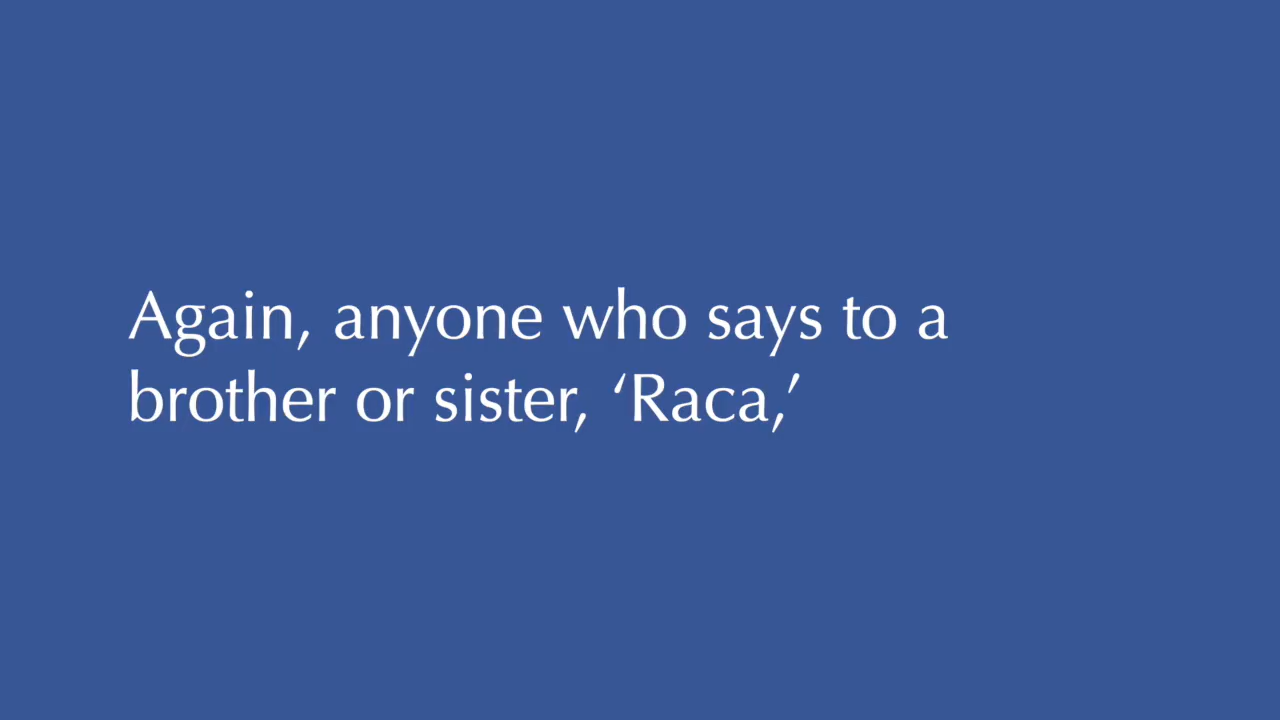 Again, anyone who says to a
brother or sister, ‘Raca,’